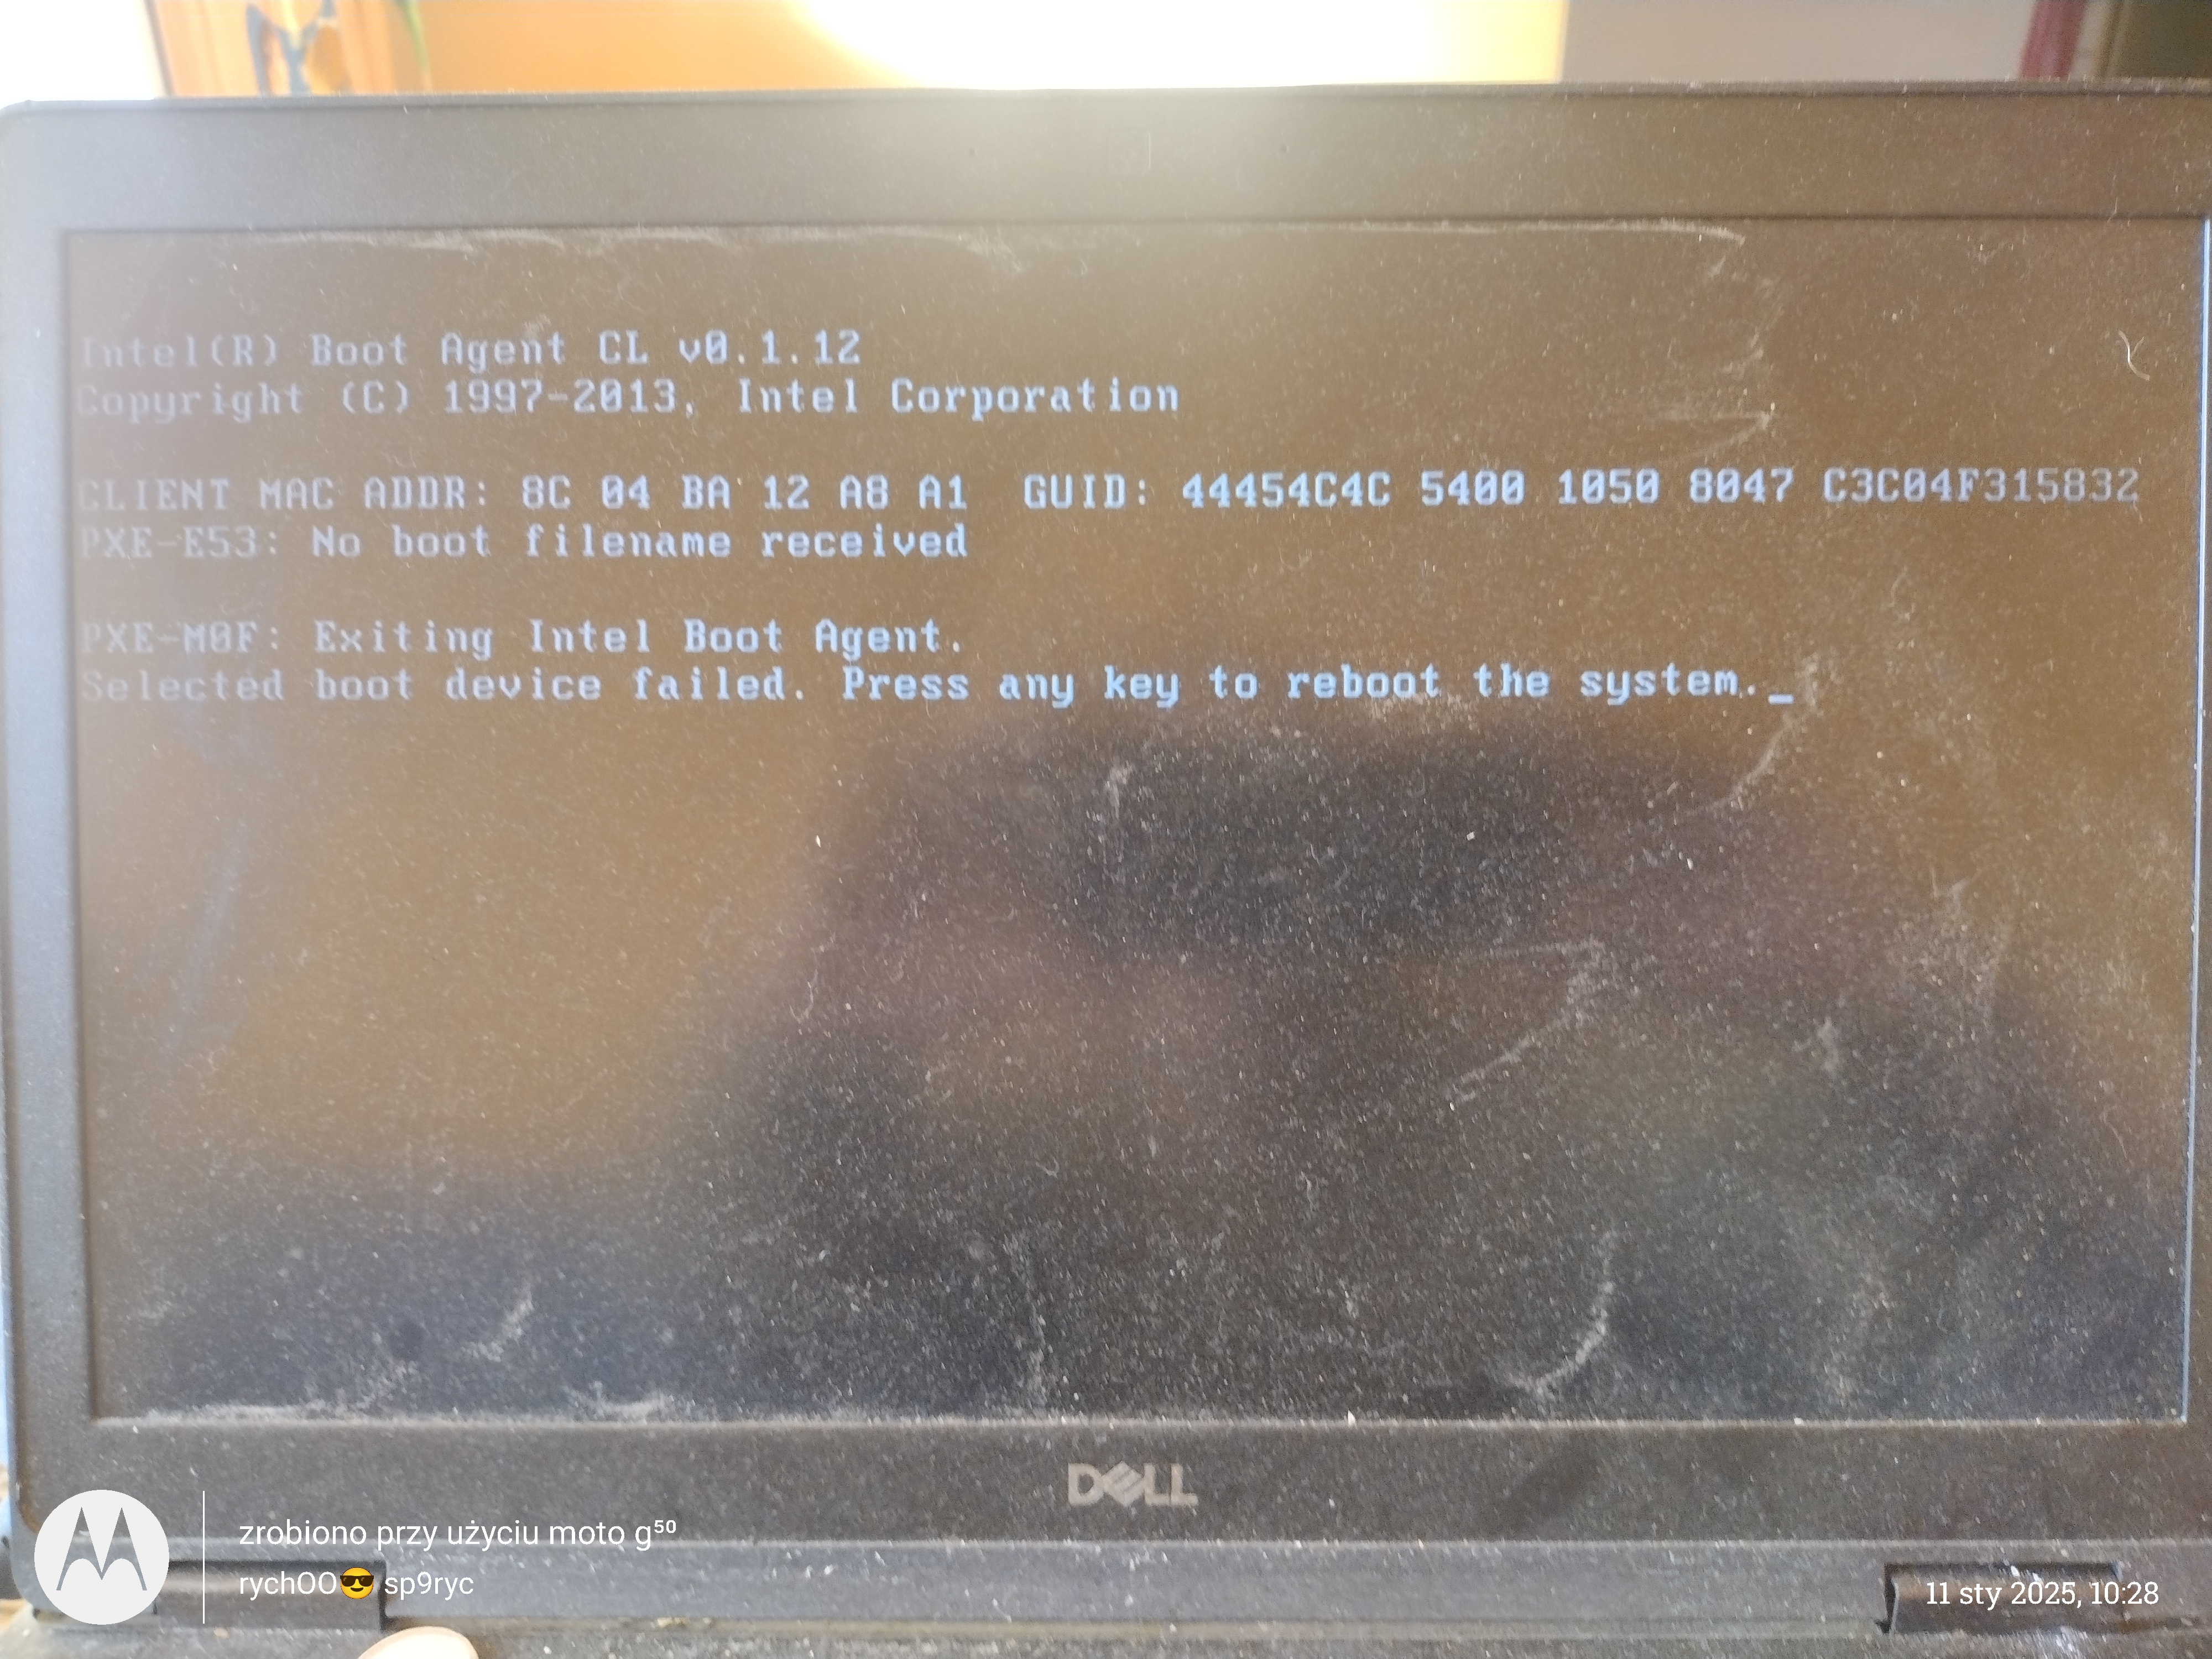 Intel(R) Boot Agent CL v0.1.12
Copyright (C) 1997-2013, Intel Corporation
CLIENT MAC ADDR: 8C 04 BA 12 A8 A1  GUID: 44454C4C 5400 1050 8047 C3C04F315832
PXE-E53: No boot filename received
PXE-M0F: Exiting Intel Boot Agent.
Selected boot device failed. Press any key to reboot the system._
DELL
zrobiono przy użyciu moto g⁵⁰
rychOO😎 sp9ryc
11 sty 2025, 10:28